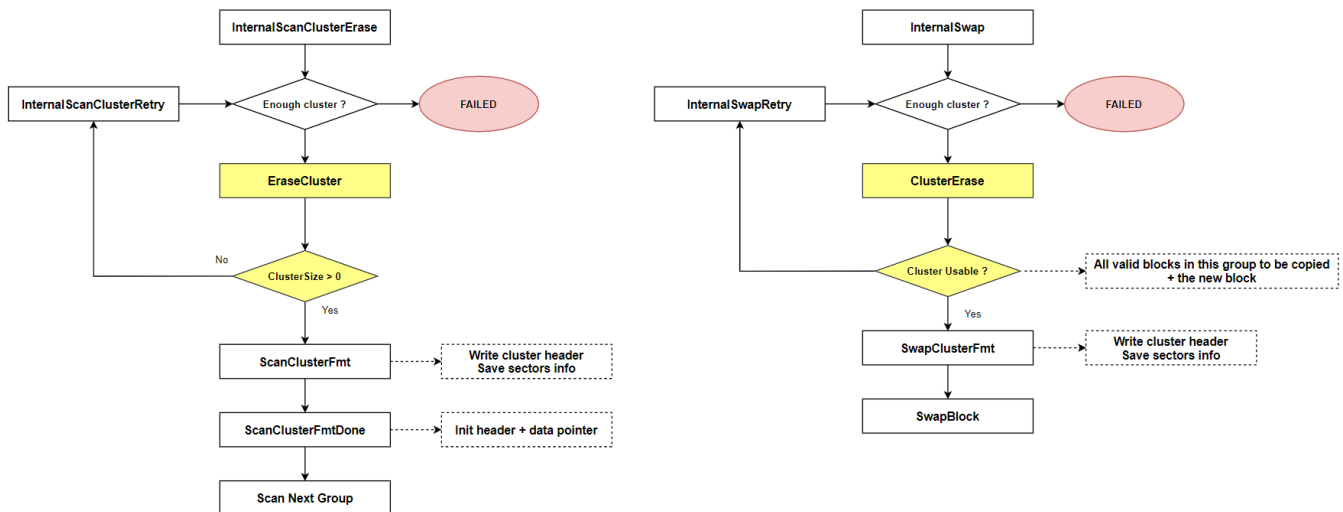 InternalScanClusterErase
InternalScanClusterRetry
Enough cluster ?
FAILED
EraseCluster
No
ClusterSize > 0
Yes
ScanClusterFmt
Write cluster header
Save sectors info
ScanClusterFmtDone
Init header + data pointer
Scan Next Group
InternalSwap
InternalSwapRetry
Enough cluster ?
FAILED
ClusterErase
Cluster Usable ?
All valid blocks in this group to be copied
+ the new block
Yes
SwapClusterFmt
Write cluster header
Save sectors info
SwapBlock